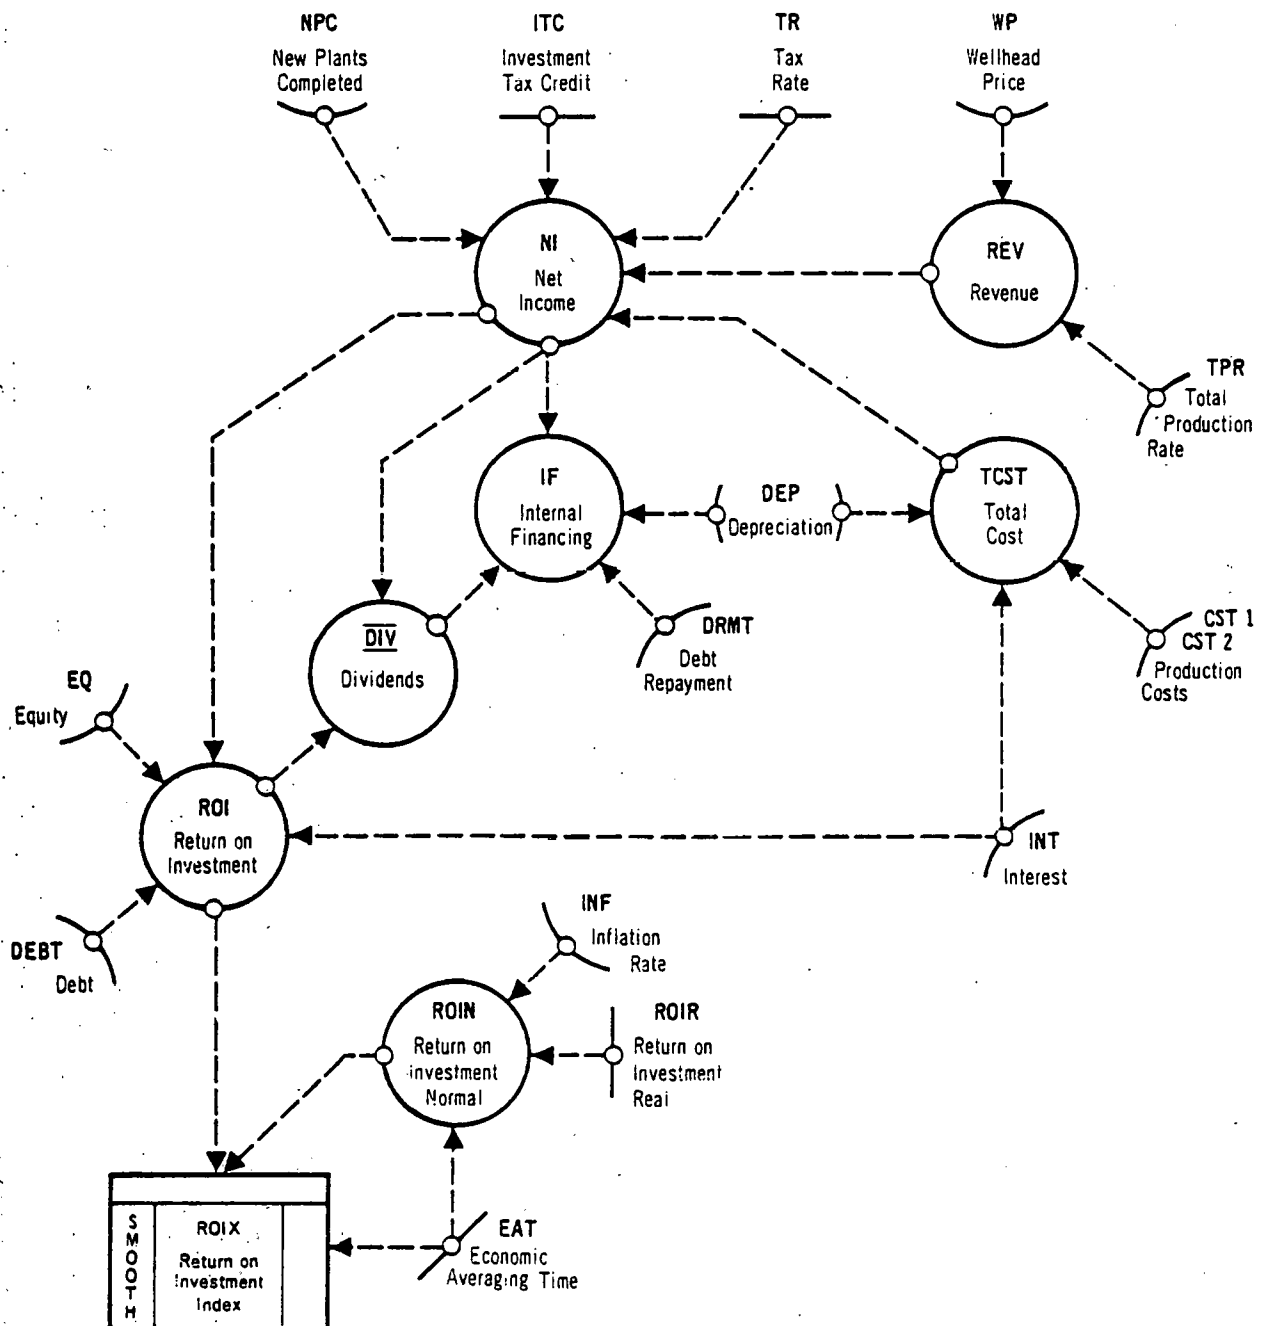 NPC
New Plants
Completed
ITC
Investment
Tax Credit
TR
Tax
Rate
WP
Wellhead
Price
NI
Net
Income
REV
Revenue
TPR
Total
Production
Rate
IF
Internal
Financing
DEP
Depreciation
TCST
Total
Cost
DIV
Dividends
DRMT
Debt
Repayment
CST 1
CST 2
Production
Costs
EQ
Equity
ROI
Return on
Investment
INT
Interest
DEBT
Debt
INF
Inflation
Rate
ROIN
Return on
investment
Normal
ROIR
Return on
Investment
Real
SMOOTH
ROIX
Return on
Investment
Index
EAT
Economic
Averaging Time